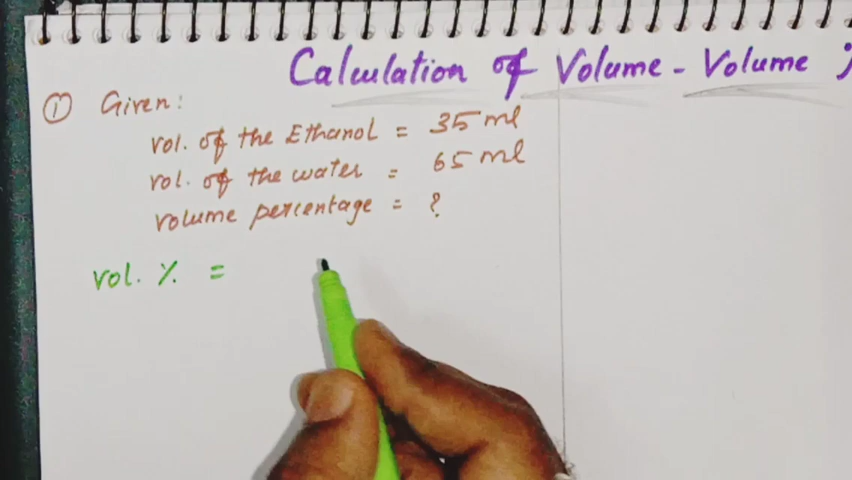 Calculation of Volume - Volume %
① Given:
vol. of the Ethanol = 35 ml
vol. of the water = 65 ml
volume percentage = ?
vol. % =